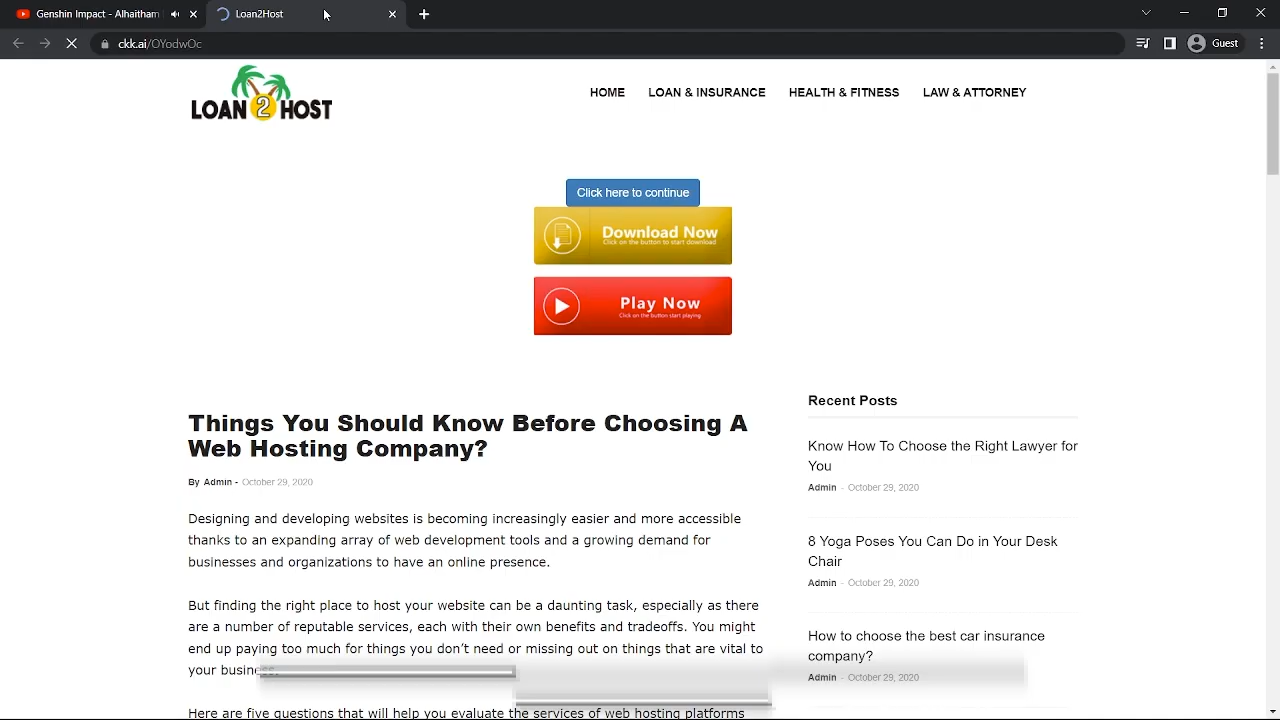 Genshin Impact - Alhaitham
Loan2Host
ckk.ai/OYodwOc
Guest
LOAN 2 HOST
HOME
LOAN & INSURANCE
HEALTH & FITNESS
LAW & ATTORNEY
Click here to continue
Download Now
Click on the button to start download
Play Now
Click on the button start playing
Things You Should Know Before Choosing A
Web Hosting Company?
By Admin - October 29, 2020
Designing and developing websites is becoming increasingly easier and more accessible
thanks to an expanding array of web development tools and a growing demand for
businesses and organizations to have an online presence.
But finding the right place to host your website can be a daunting task, especially as there
are a number of reputable services, each with their own benefits and tradeoffs. You might
end up paying too much for things you don't need or missing out on things that are vital to
your business.
Here are five questions that will help you evaluate the services of web hosting platforms
Recent Posts
Know How To Choose the Right Lawyer for
You
Admin - October 29, 2020
8 Yoga Poses You Can Do in Your Desk
Chair
Admin - October 29, 2020
How to choose the best car insurance
company?
Admin - October 29, 2020